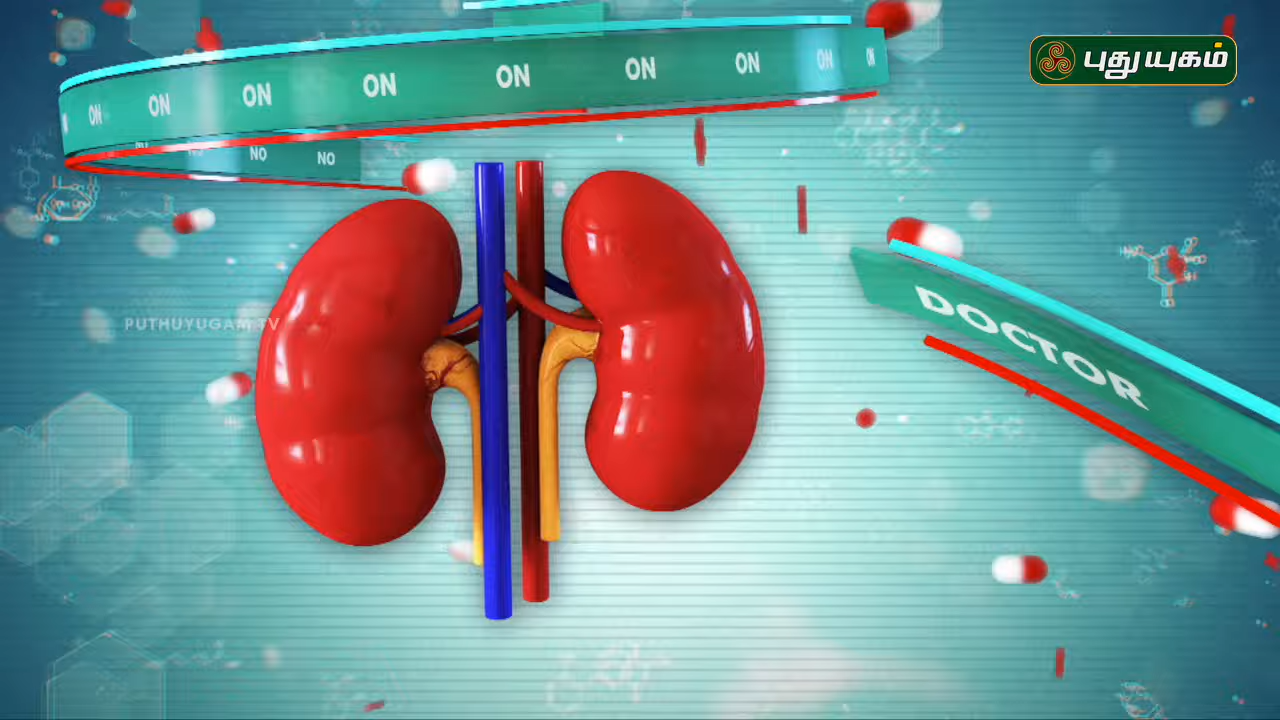 ON ON ON ON ON ON ON ON
புதுயுகம்
NO NO
DOCTOR
PUTHUYUGAM TV